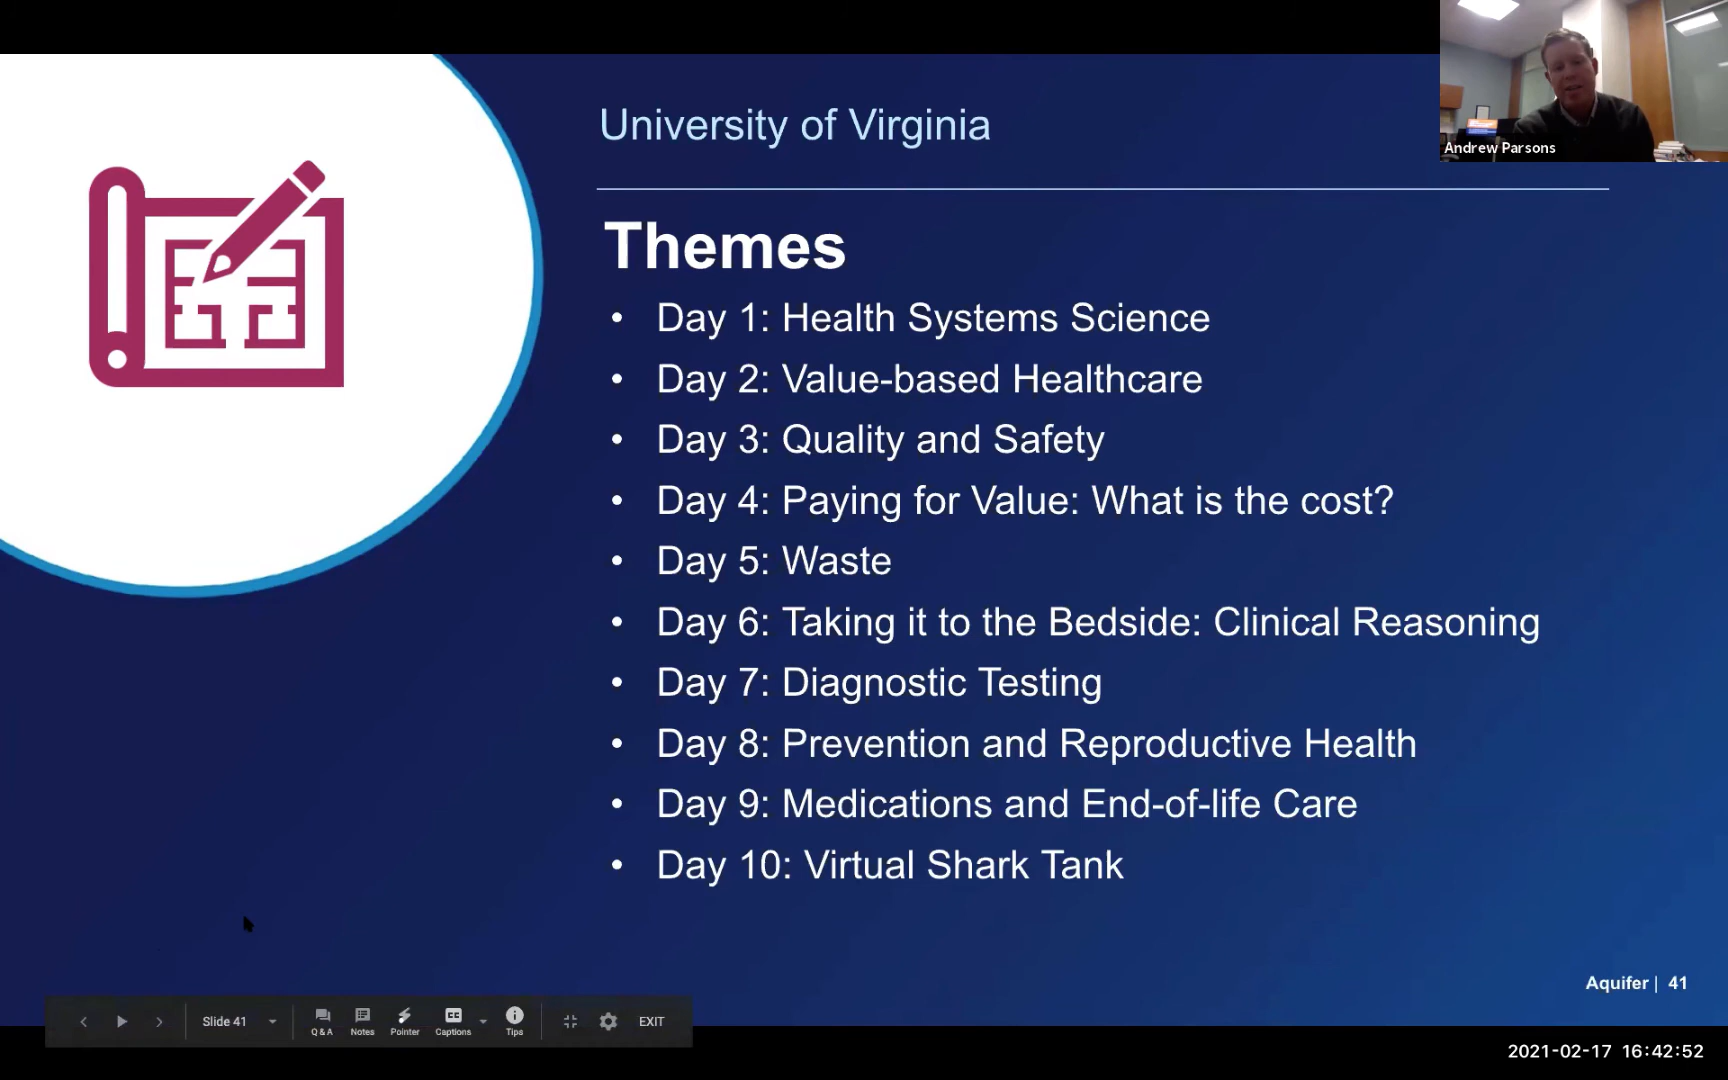 University of Virginia
Andrew Parsons
Themes
• Day 1: Health Systems Science
• Day 2: Value-based Healthcare
• Day 3: Quality and Safety
• Day 4: Paying for Value: What is the cost?
• Day 5: Waste
• Day 6: Taking it to the Bedside: Clinical Reasoning
• Day 7: Diagnostic Testing
• Day 8: Prevention and Reproductive Health
• Day 9: Medications and End-of-life Care
• Day 10: Virtual Shark Tank
Aquifer | 41
Slide 41
Q & A
Notes
Pointer
CC
Captions
Tips
EXIT
2021-02-17 16:42:52